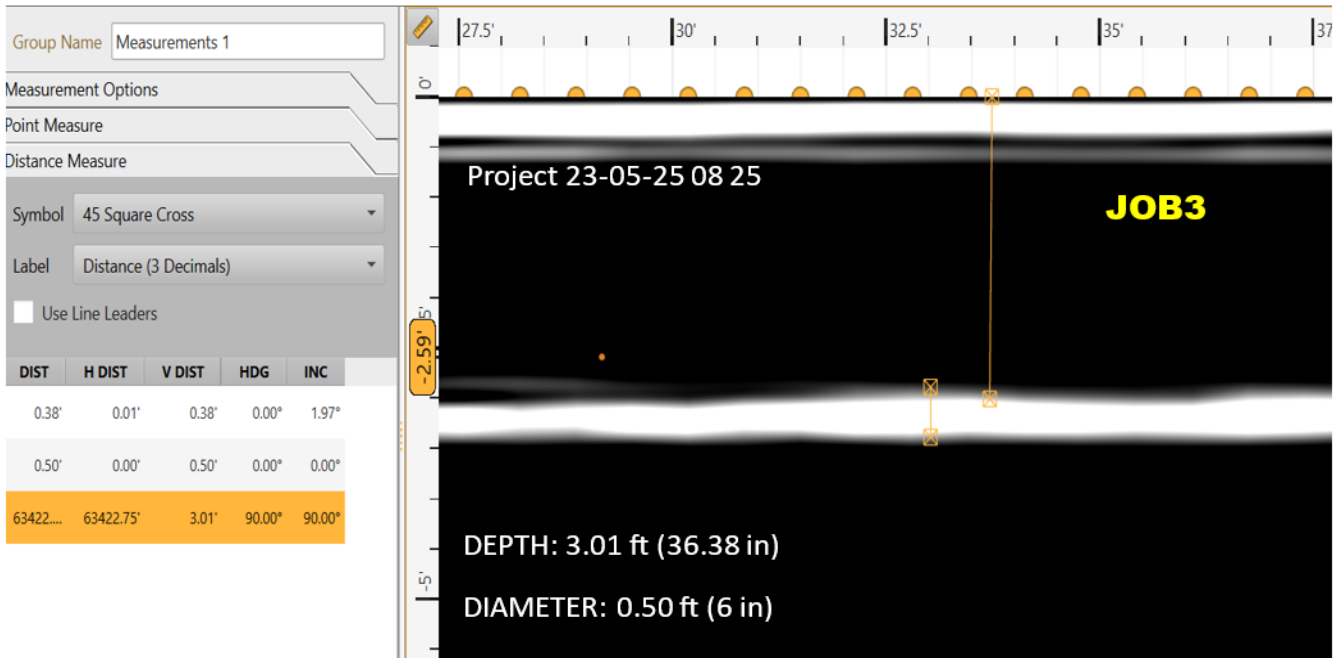 Group Name Measurements 1
Measurement Options
Point Measure
Distance Measure
Symbol 45 Square Cross
Label Distance (3 Decimals)
Use Line Leaders
DIST H DIST V DIST HDG INC
0.38' 0.01' 0.38' 0.00° 1.97°
0.50' 0.00' 0.50' 0.00° 0.00°
63422.... 63422.75' 3.01' 90.00° 90.00°
27.5' 30' 32.5' 35' 37
0'
Project 23-05-25 08 25
JOB3
5'
-2.59'
DEPTH: 3.01 ft (36.38 in)
-5'
DIAMETER: 0.50 ft (6 in)